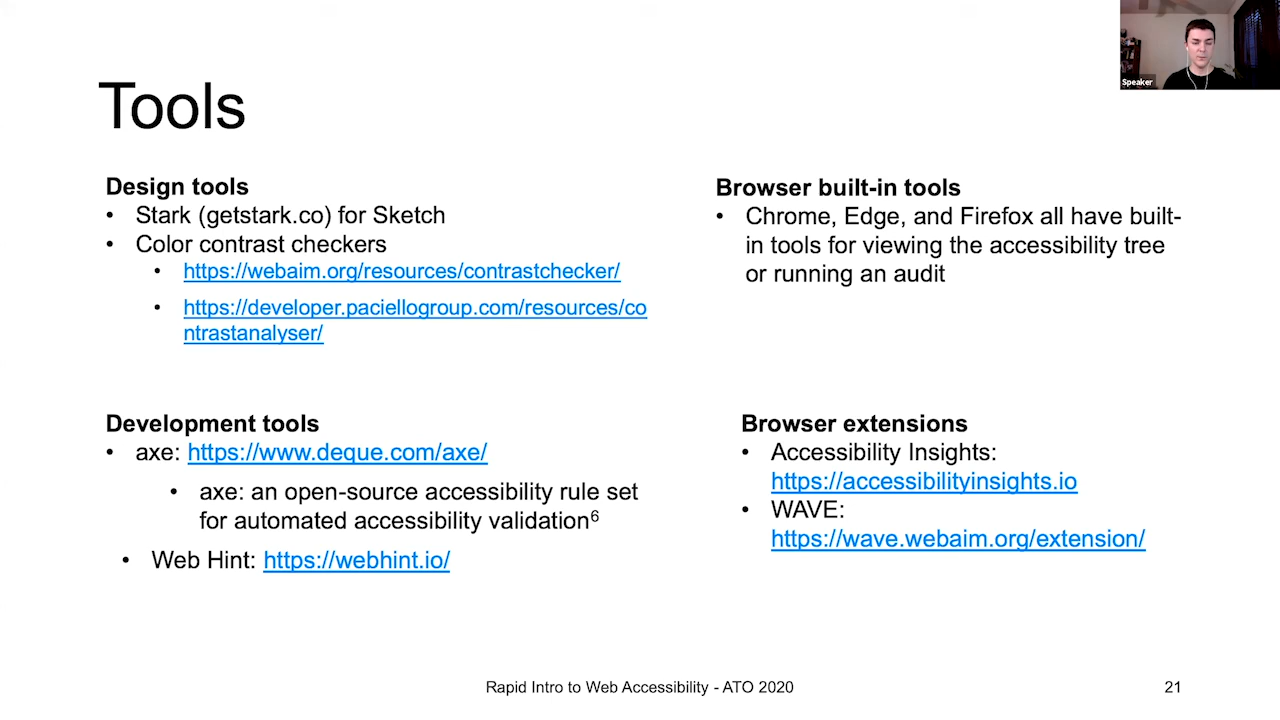 Speaker
Tools
Design tools
• Stark (getstark.co) for Sketch
• Color contrast checkers
• https://webaim.org/resources/contrastchecker/
• https://developer.paciellogroup.com/resources/co
ntrastanalyser/
Browser built-in tools
• Chrome, Edge, and Firefox all have built-
in tools for viewing the accessibility tree
or running an audit
Development tools
• axe: https://www.deque.com/axe/
• axe: an open-source accessibility rule set
for automated accessibility validation⁶
• Web Hint: https://webhint.io/
Browser extensions
• Accessibility Insights:
https://accessibilityinsights.io
• WAVE:
https://wave.webaim.org/extension/
Rapid Intro to Web Accessibility - ATO 2020
21